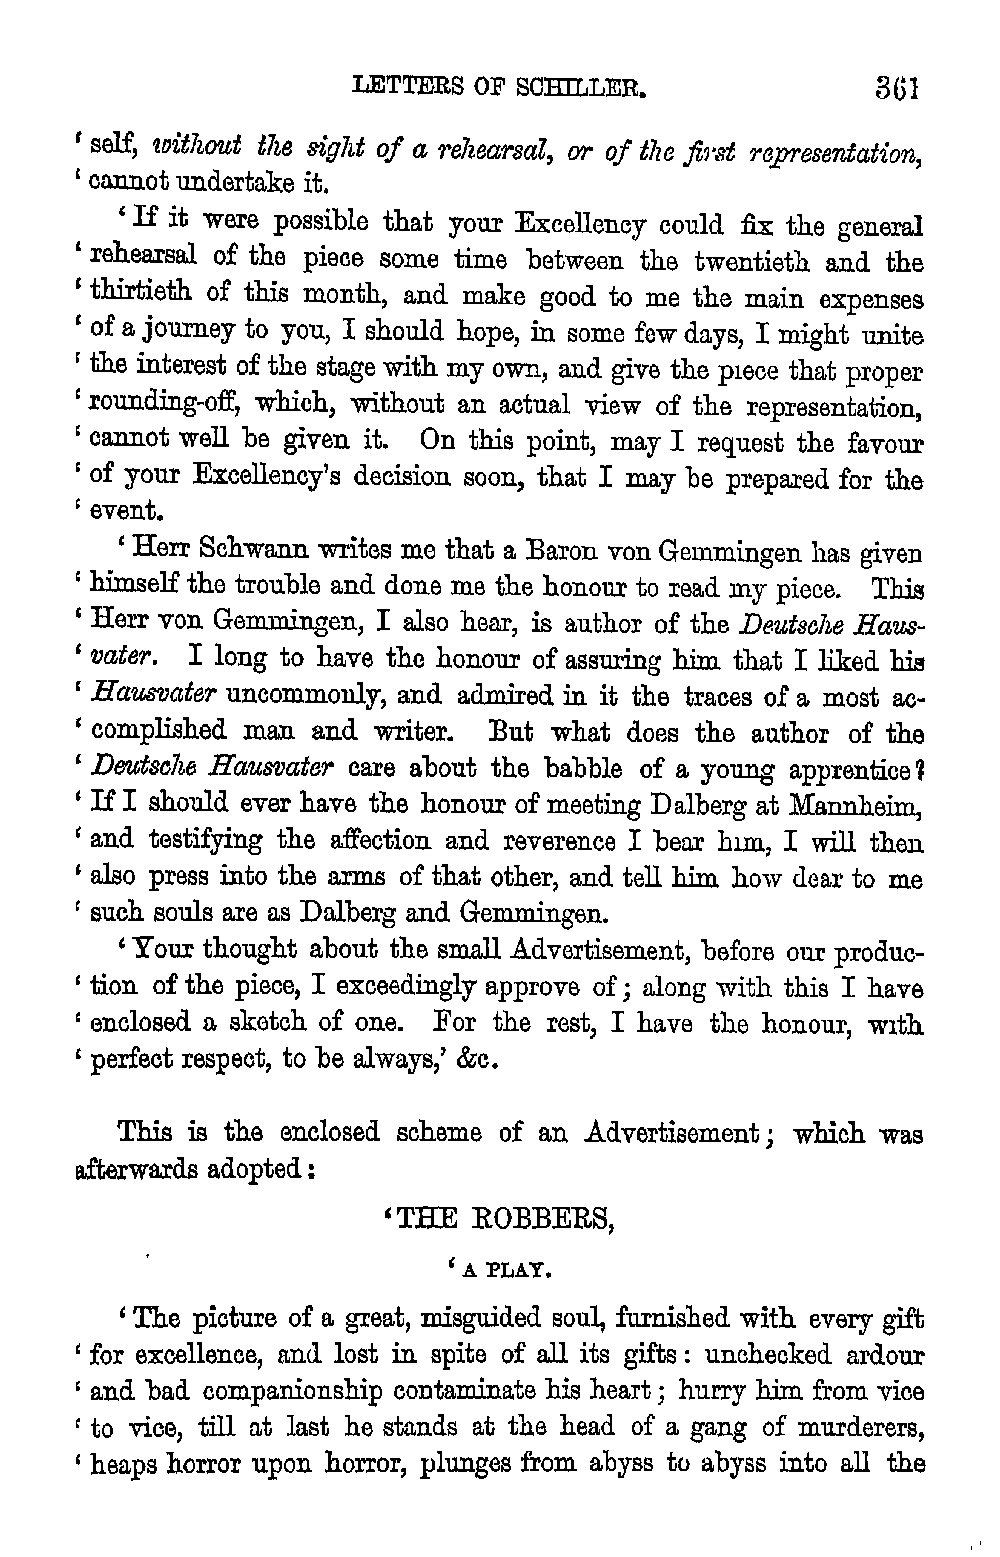 LETTERS OF SCHILLER. 361
‘ self, without the sight of a rehearsal, or of the first representation,
‘ cannot undertake it.
‘ If it were possible that your Excellency could fix the general
‘ rehearsal of the piece some time between the twentieth and the
‘ thirtieth of this month, and make good to me the main expenses
‘ of a journey to you, I should hope, in some few days, I might unite
‘ the interest of the stage with my own, and give the piece that proper
‘ rounding-off, which, without an actual view of the representation,
‘ cannot well be given it. On this point, may I request the favour
‘ of your Excellency's decision soon, that I may be prepared for the
‘ event.
‘ Herr Schwann writes me that a Baron von Gemmingen has given
‘ himself the trouble and done me the honour to read my piece. This
‘ Herr von Gemmingen, I also hear, is author of the Deutsche Haus-
‘ vater. I long to have the honour of assuring him that I liked his
‘ Hausvater uncommonly, and admired in it the traces of a most ac-
‘ complished man and writer. But what does the author of the
‘ Deutsche Hausvater care about the babble of a young apprentice?
‘ If I should ever have the honour of meeting Dalberg at Mannheim,
‘ and testifying the affection and reverence I bear him, I will then
‘ also press into the arms of that other, and tell him how dear to me
‘ such souls are as Dalberg and Gemmingen.
‘ Your thought about the small Advertisement, before our produc-
‘ tion of the piece, I exceedingly approve of; along with this I have
‘ enclosed a sketch of one. For the rest, I have the honour, with
‘ perfect respect, to be always,’ &c.
This is the enclosed scheme of an Advertisement; which was
afterwards adopted:
‘THE ROBBERS,
‘ A PLAY.
‘ The picture of a great, misguided soul, furnished with every gift
‘ for excellence, and lost in spite of all its gifts: unchecked ardour
‘ and bad companionship contaminate his heart; hurry him from vice
‘ to vice, till at last he stands at the head of a gang of murderers,
‘ heaps horror upon horror, plunges from abyss to abyss into all the